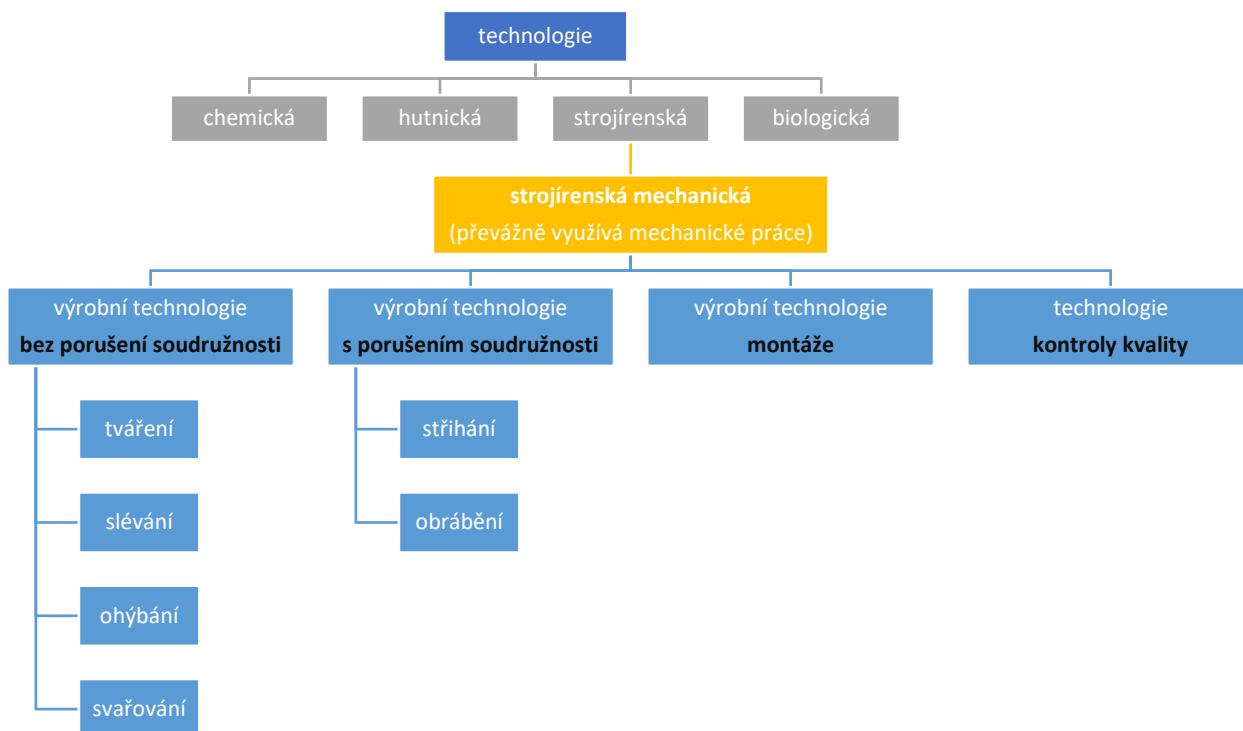 technologie
chemická
hutnická
strojírenská
biologická
strojírenská mechanická
(převážně využívá mechanické práce)
výrobní technologie
bez porušení soudružnosti
výrobní technologie
s porušením soudružnosti
výrobní technologie
montáže
technologie
kontroly kvality
tváření
slévání
ohýbání
svařování
střihání
obrábění